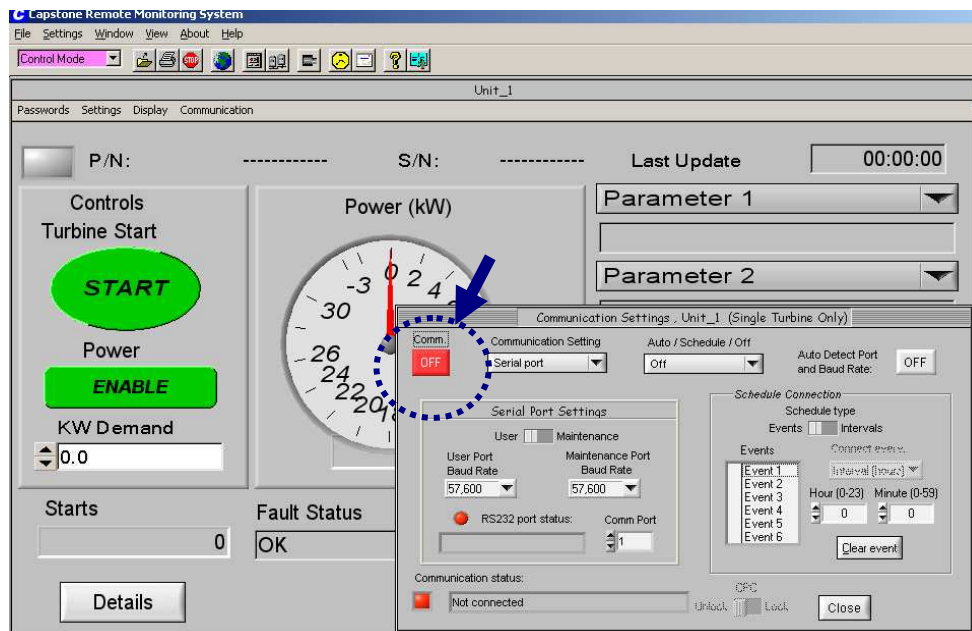 Capstone Remote Monitoring System
File Settings Window View About Help
Control Mode
STOP
Unit_1
Passwords Settings Display Communication
P/N: ------------ S/N: ------------ Last Update 00:00:00
Controls
Turbine Start
START
Power
ENABLE
KW Demand
0.0
Starts
0
Details
Power (kW)
-3 0 2 4
30
26
24
22
20
Fault Status
OK
Parameter 1
Parameter 2
Communication Settings , Unit_1 (Single Turbine Only)
Comm.
OFF
Communication Setting
Serial port
Auto / Schedule / Off
Off
Auto Detect Port
and Baud Rate:
OFF
Serial Port Settings
User Maintenance
User Port
Baud Rate
57,600
Maintenance Port
Baud Rate
57,600
RS232 port status:
Comm Port
1
Schedule Connection
Schedule type
Events Intervals
Events
Event 1
Event 2
Event 3
Event 4
Event 5
Event 6
Connect every..
Interval (hour)
Hour (0-23) Minute (0-59)
0 0
Clear event
Communication status:
Not connected
CPC
Unlock Lock
Close